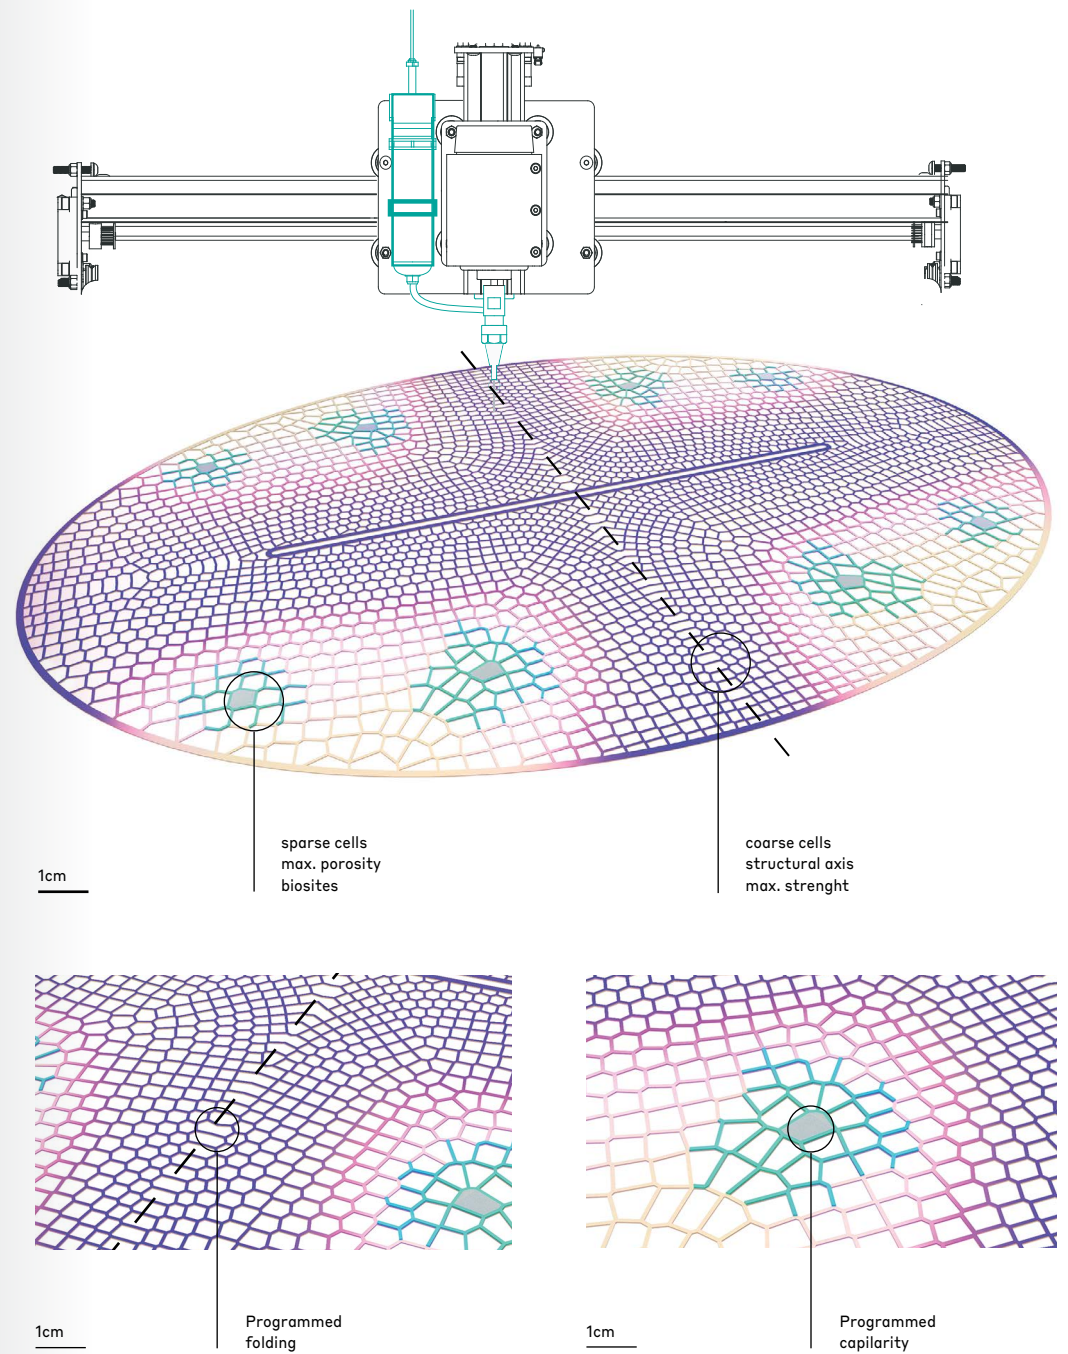 sparse cells
max. porosity
biosites
coarse cells
structural axis
max. strenght
1cm
Programmed
folding
1cm
Programmed
capilarity
1cm